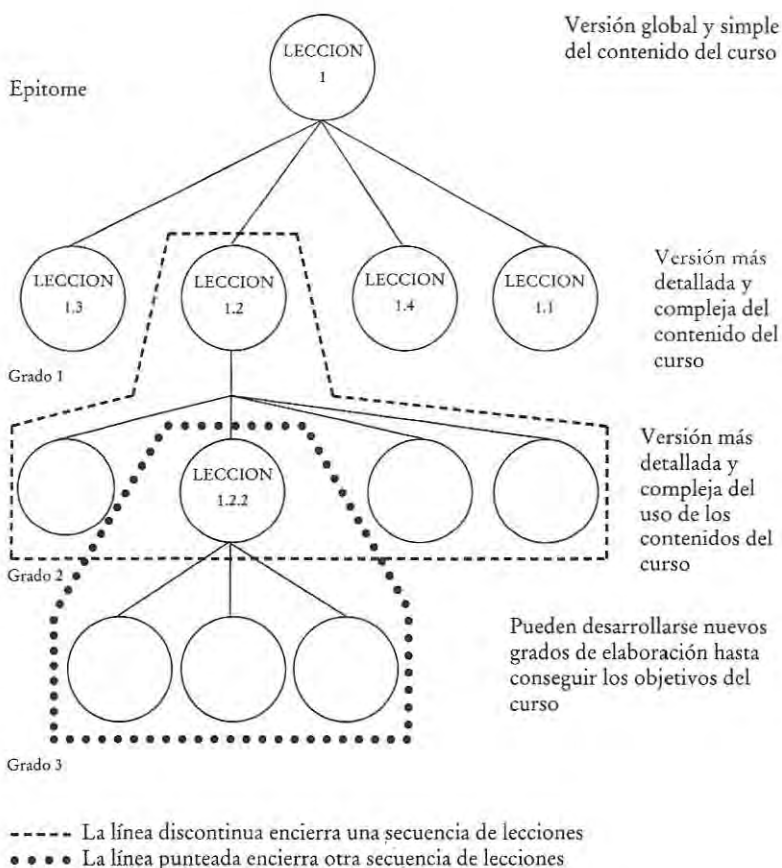 Versión global y simple
del contenido del curso
LECCION
1
Epitome
LECCION
1.3
LECCION
1.2
LECCION
1.4
LECCION
1.1
Versión más
detallada y
compleja del
contenido del
curso
Grado 1
LECCION
1.2.2
Versión más
detallada y
compleja del
uso de los
contenidos del
curso
Grado 2
Pueden desarrollarse nuevos
grados de elaboración hasta
conseguir los objetivos del
curso
Grado 3
La línea discontinua encierra una secuencia de lecciones
La línea punteada encierra otra secuencia de lecciones